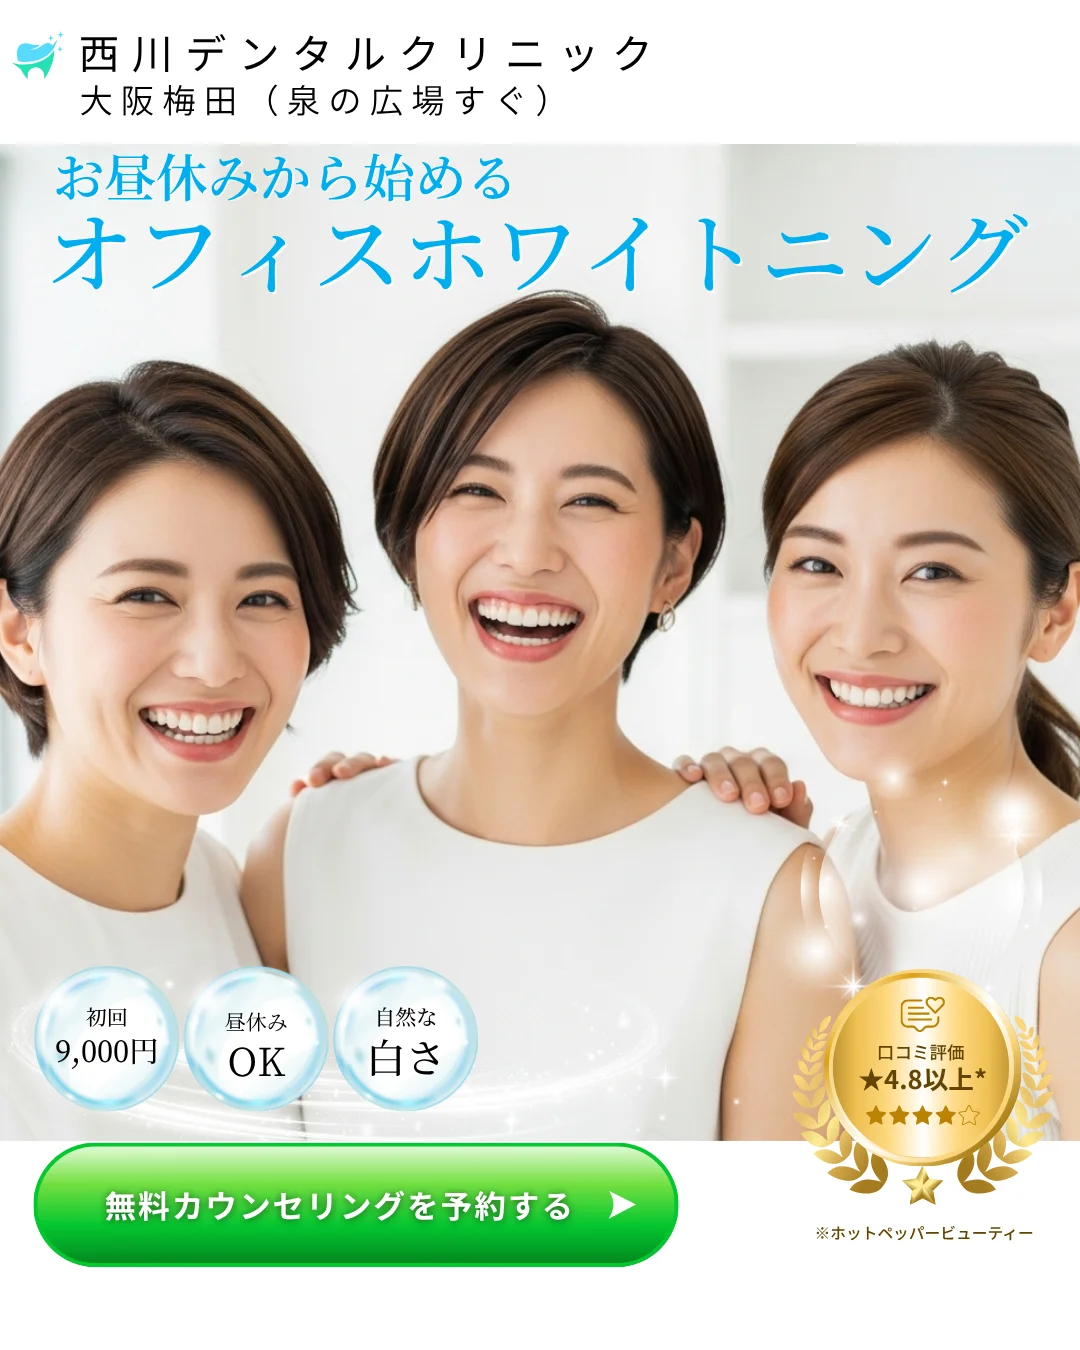 西川デンタルクリニック
大阪梅田（泉の広場すぐ）
お昼休みから始める
オフィスホワイトニング
初回
9,000円
昼休み
OK
自然な
白さ
口コミ評価
★4.8以上*
無料カウンセリングを予約する
※ホットペッパービューティー